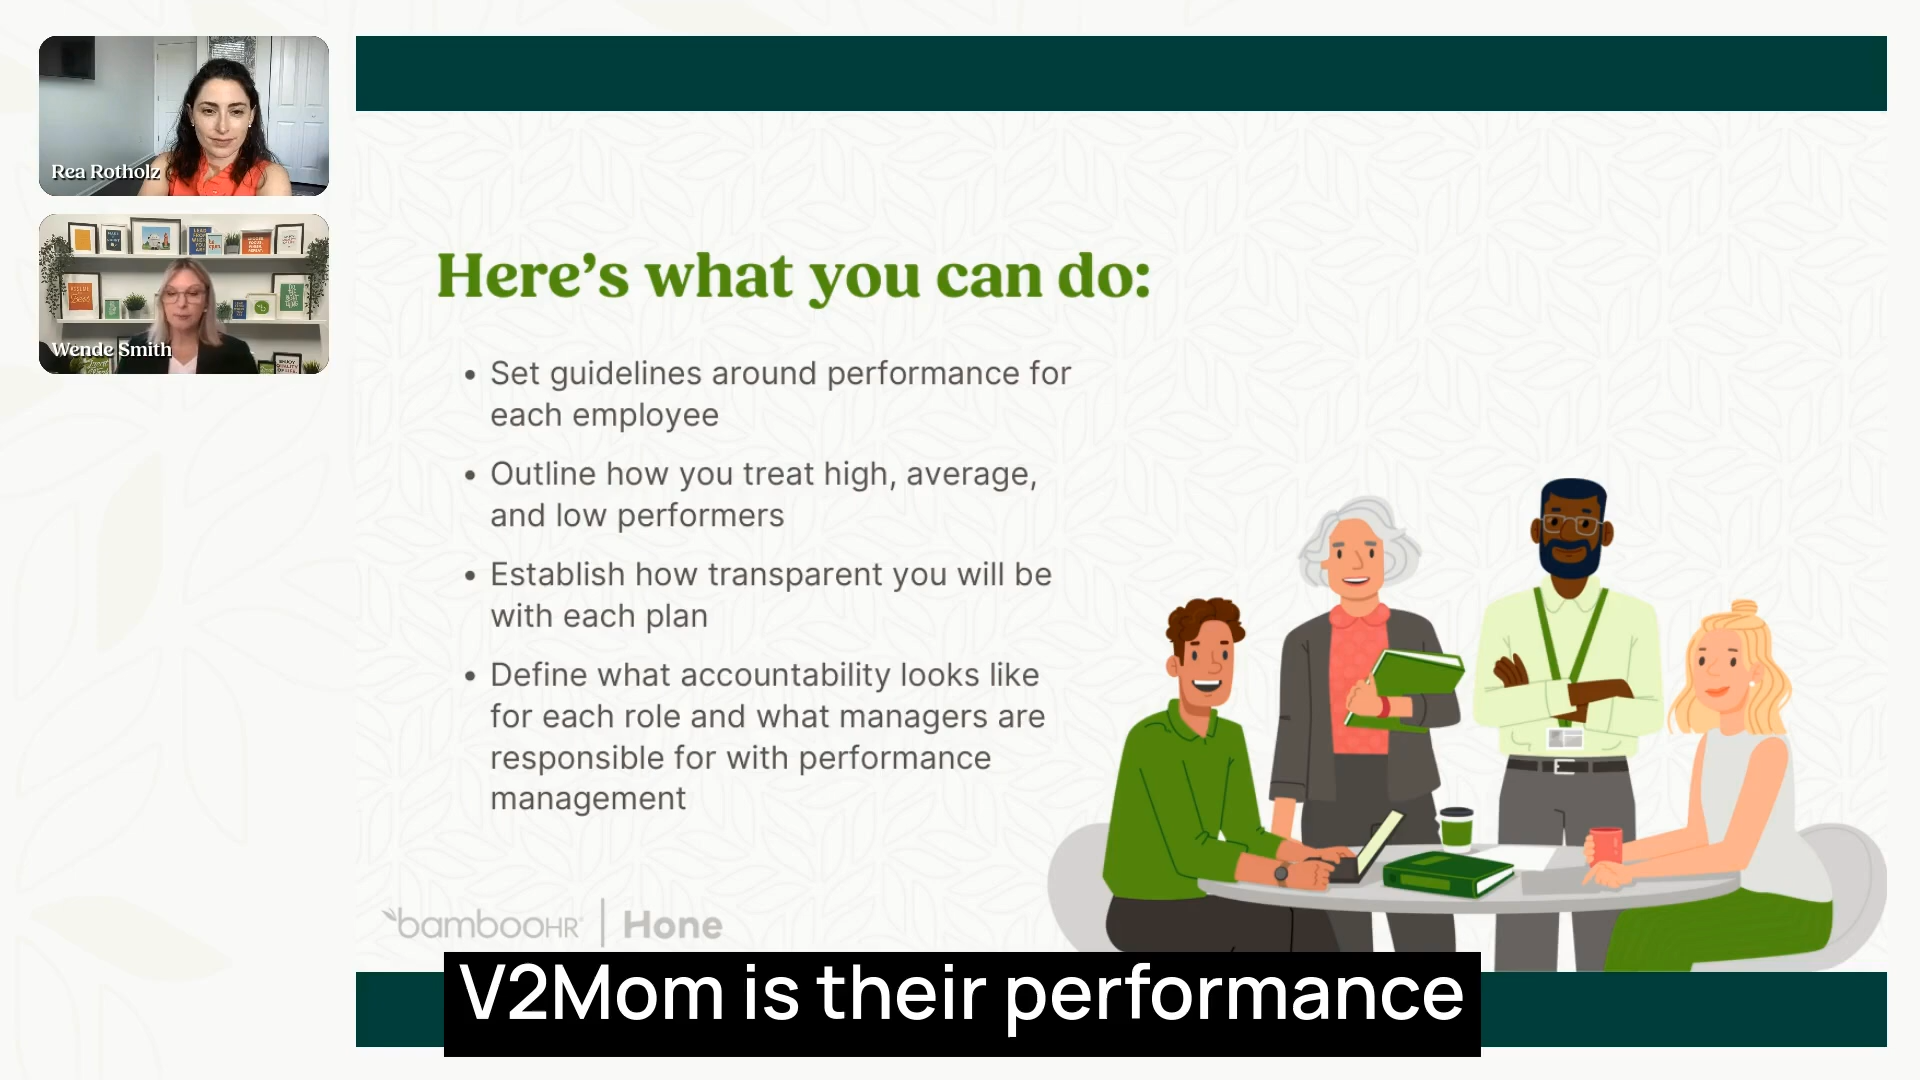 Rea Rotholz
Wende Smith
Here's what you can do:
• Set guidelines around performance for
each employee
• Outline how you treat high, average,
and low performers
• Establish how transparent you will be
with each plan
• Define what accountability looks like
for each role and what managers are
responsible for with performance
management
bambooHR | Hone
V2Mom is their performance